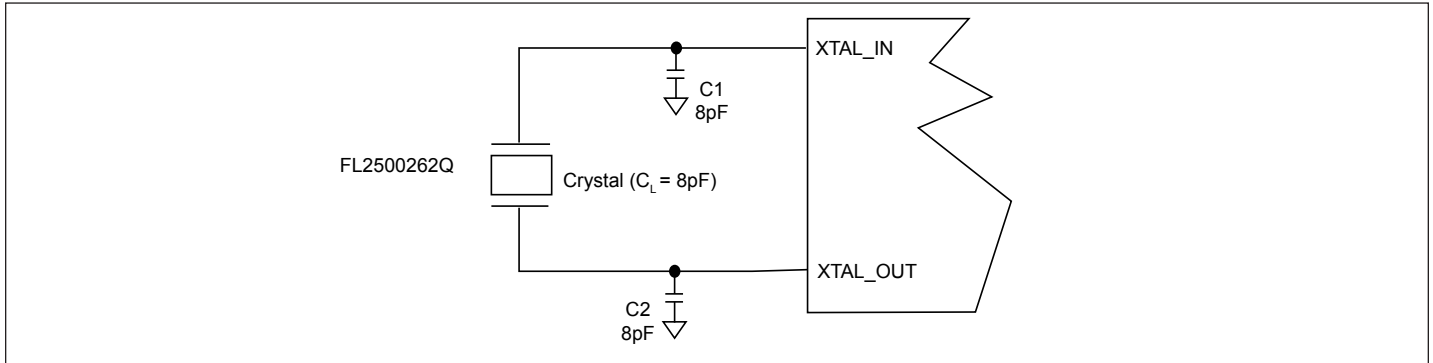 XTAL_IN
C1
8pF
FL2500262Q
Crystal (CL = 8pF)
XTAL_OUT
C2
8pF